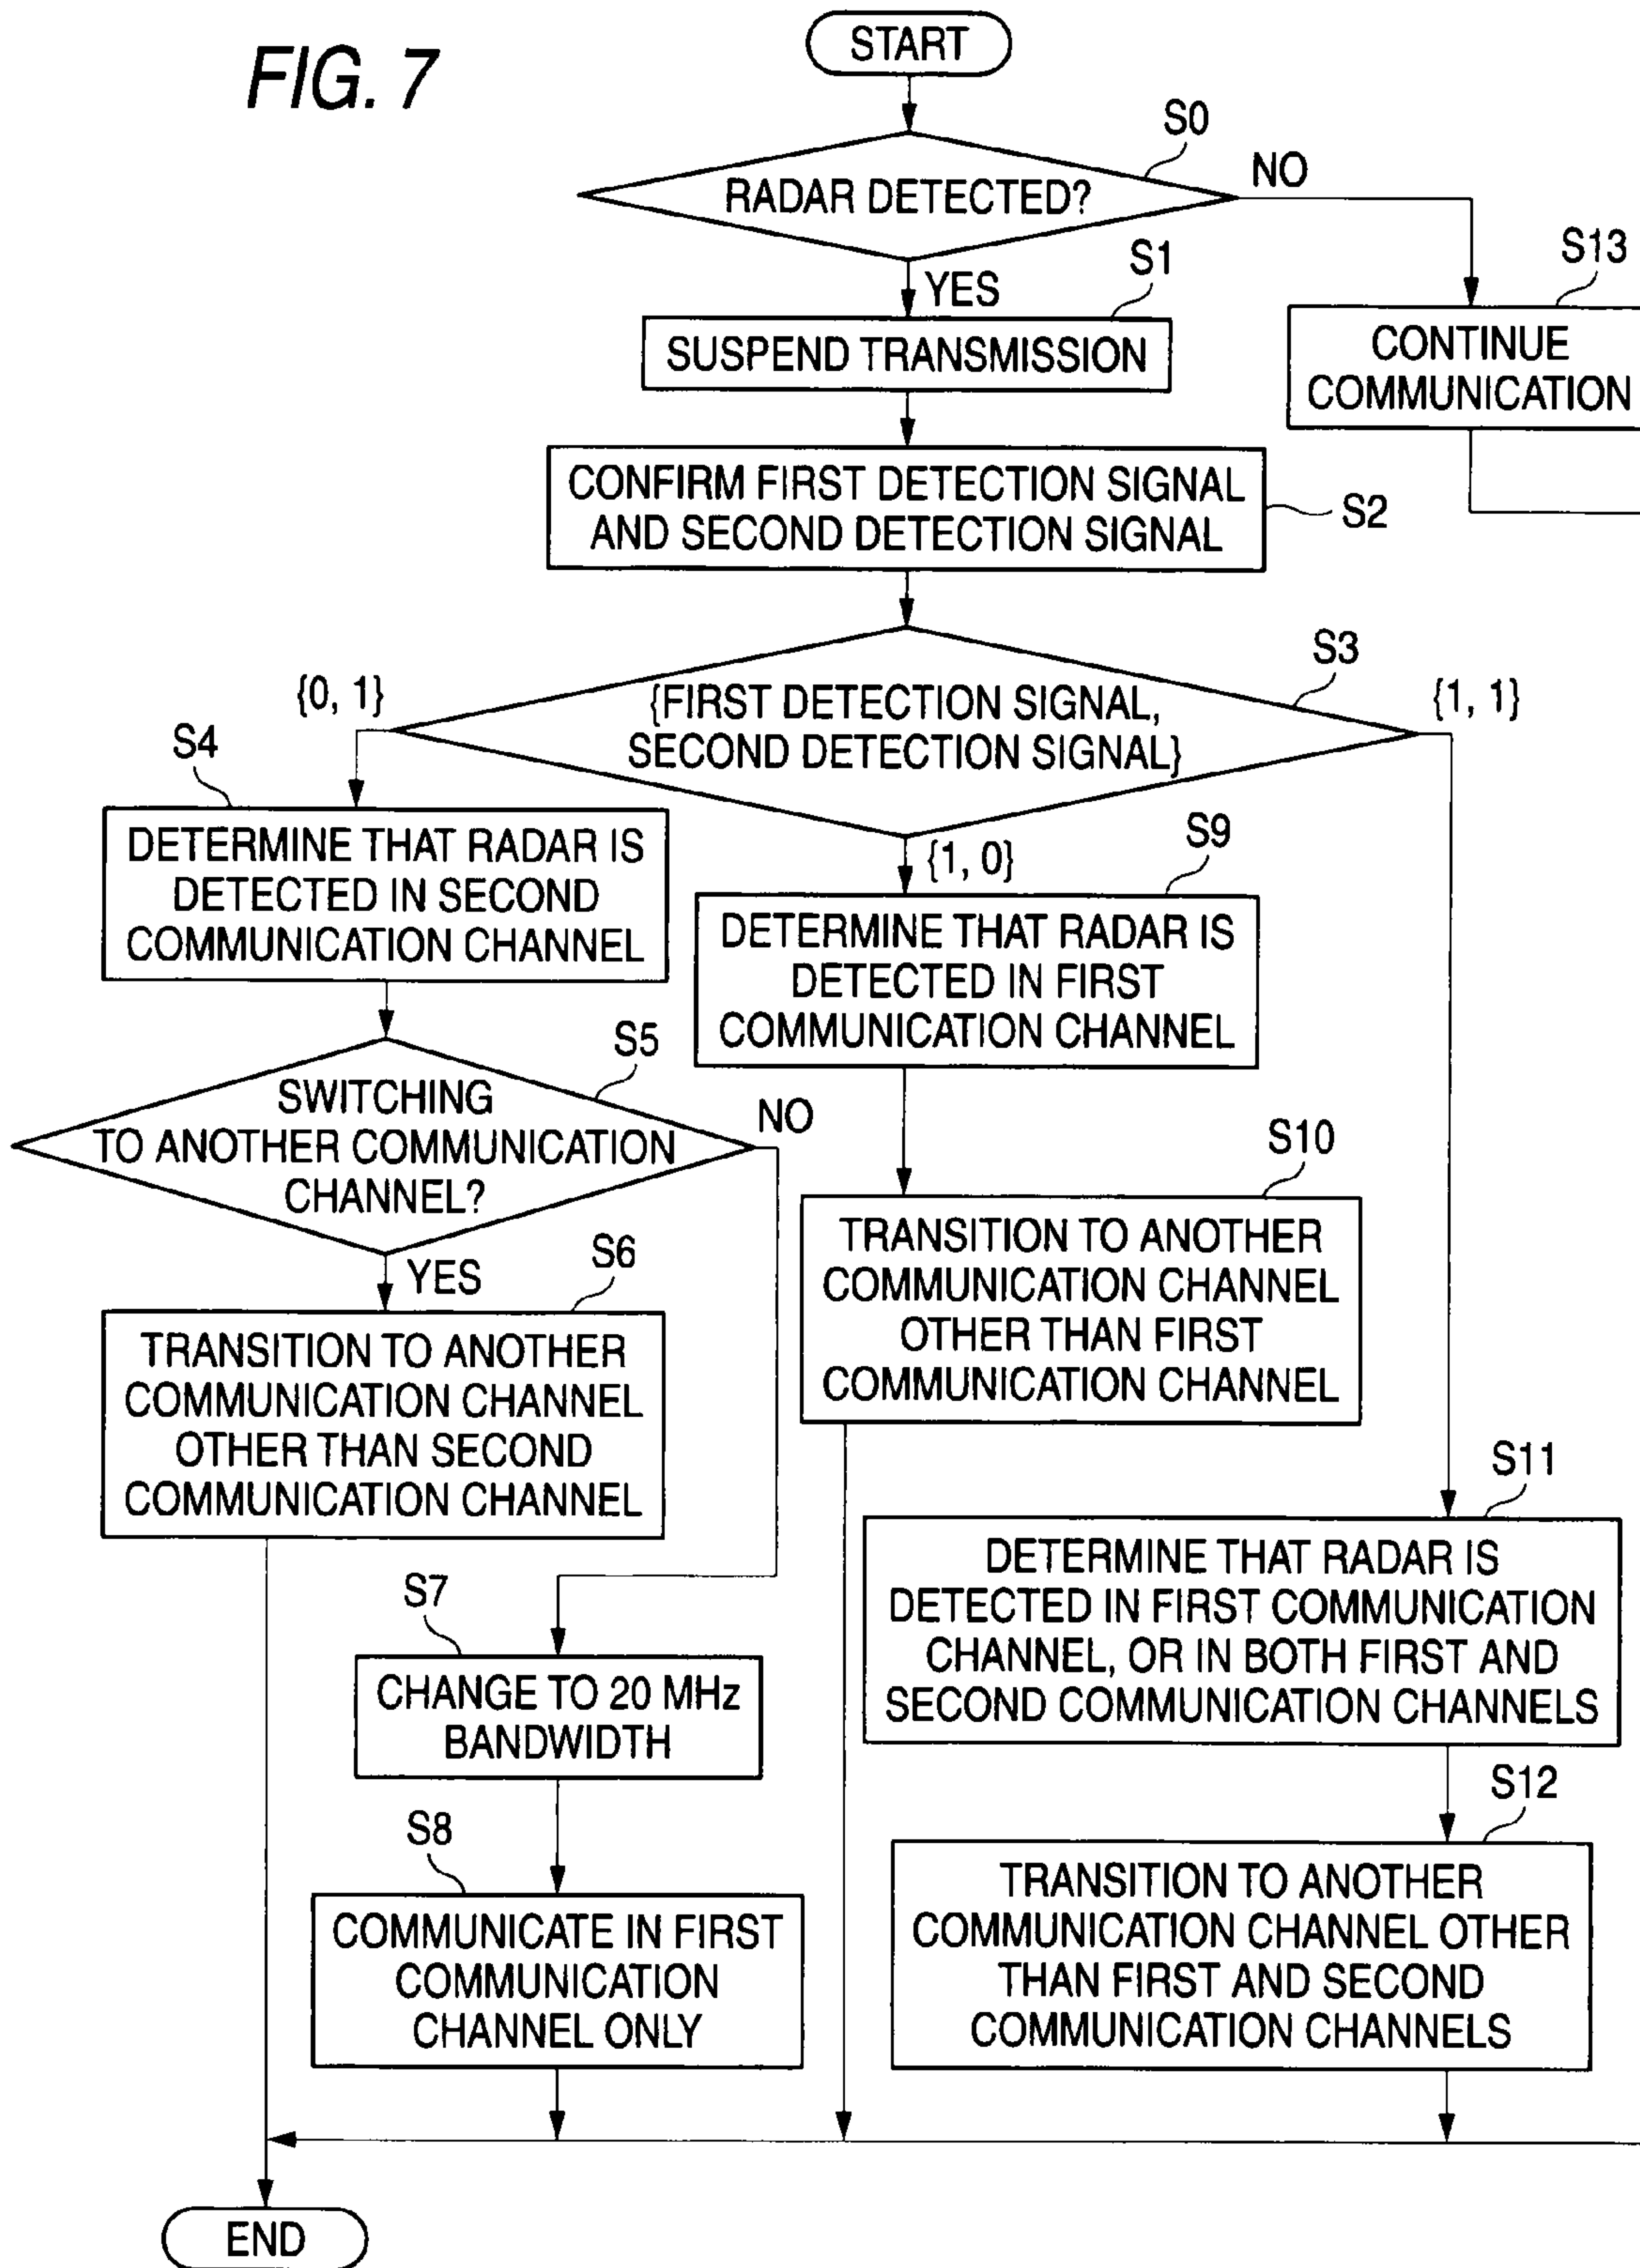 FIG. 7
START
S0
RADAR DETECTED?
NO
S13
CONTINUE
COMMUNICATION
YES
S1
SUSPEND TRANSMISSION
CONFIRM FIRST DETECTION SIGNAL
AND SECOND DETECTION SIGNAL
S2
S3
{FIRST DETECTION SIGNAL,
SECOND DETECTION SIGNAL}
{0, 1}
{1, 1}
S4
DETERMINE THAT RADAR IS
DETECTED IN SECOND
COMMUNICATION CHANNEL
{1, 0}
S9
DETERMINE THAT RADAR IS
DETECTED IN FIRST
COMMUNICATION CHANNEL
S5
SWITCHING
TO ANOTHER COMMUNICATION
CHANNEL?
NO
YES
S6
TRANSITION TO ANOTHER
COMMUNICATION CHANNEL
OTHER THAN SECOND
COMMUNICATION CHANNEL
S10
TRANSITION TO ANOTHER
COMMUNICATION CHANNEL
OTHER THAN FIRST
COMMUNICATION CHANNEL
S11
DETERMINE THAT RADAR IS
DETECTED IN FIRST COMMUNICATION
CHANNEL, OR IN BOTH FIRST AND
SECOND COMMUNICATION CHANNELS
S7
CHANGE TO 20 MHz
BANDWIDTH
S8
COMMUNICATE IN FIRST
COMMUNICATION
CHANNEL ONLY
S12
TRANSITION TO ANOTHER
COMMUNICATION CHANNEL OTHER
THAN FIRST AND SECOND
COMMUNICATION CHANNELS
END